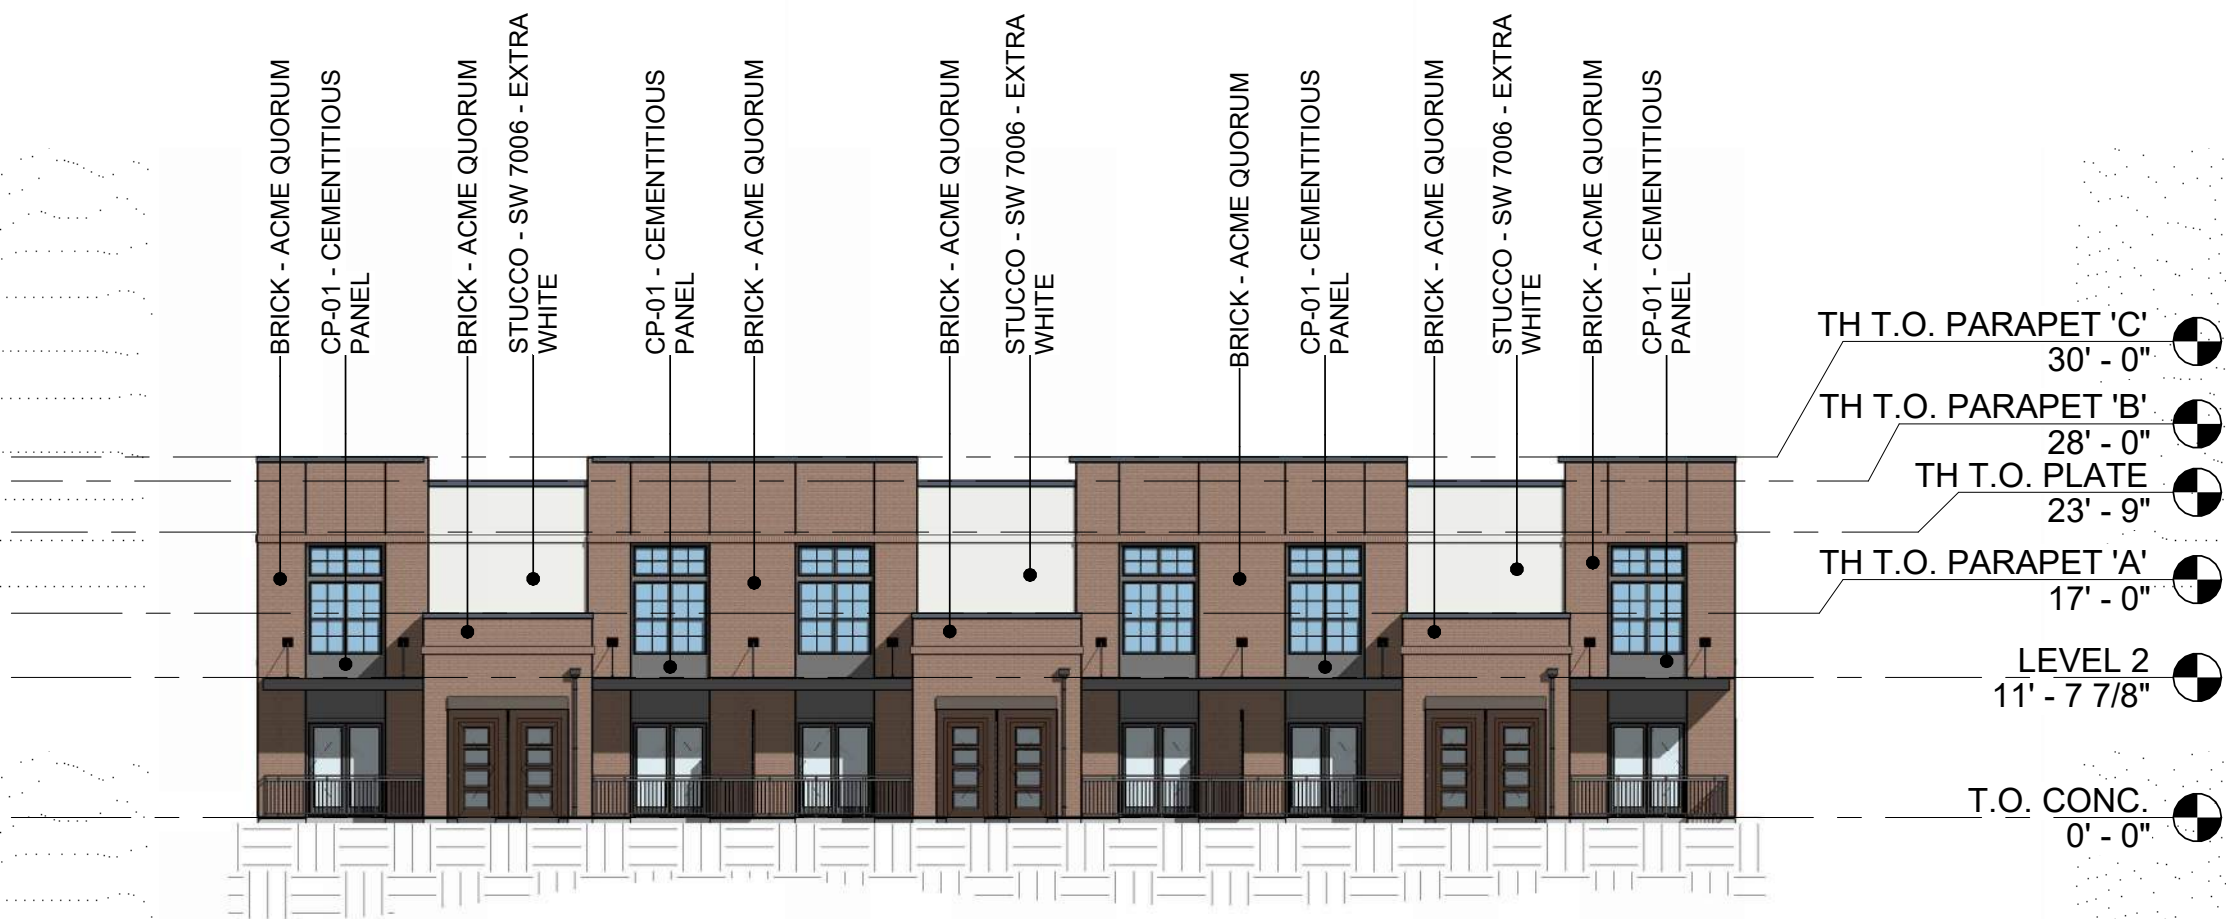 BRICK - ACME QUORUM
CP-01 - CEMENTITIOUS
PANEL
BRICK - ACME QUORUM
STUCCO - SW 7006 - EXTRA
WHITE
CP-01 - CEMENTITIOUS
PANEL
BRICK - ACME QUORUM
BRICK - ACME QUORUM
STUCCO - SW 7006 - EXTRA
WHITE
BRICK - ACME QUORUM
CP-01 - CEMENTITIOUS
PANEL
BRICK - ACME QUORUM
STUCCO - SW 7006 - EXTRA
WHITE
BRICK - ACME QUORUM
CP-01 - CEMENTITIOUS
PANEL
TH T.O. PARAPET 'C'
30' - 0"
TH T.O. PARAPET 'B'
28' - 0"
TH T.O. PLATE
23' - 9"
TH T.O. PARAPET 'A'
17' - 0"
LEVEL 2
11' - 7 7/8"
T.O. CONC.
0' - 0"